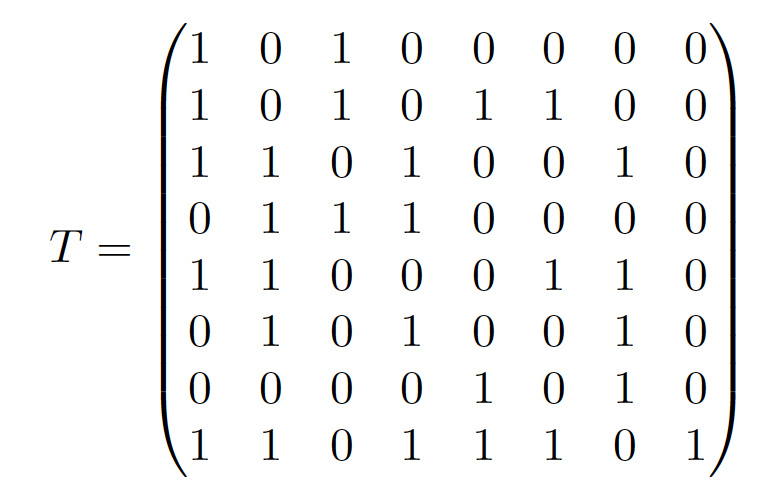 1 0 1 0 0 0 0 0
1 0 1 0 1 1 0 0
1 1 0 1 0 0 1 0
0 1 1 1 0 0 0 0
T =
1 1 0 0 0 1 1 0
0 1 0 1 0 0 1 0
0 0 0 0 1 0 1 0
1 1 0 1 1 1 0 1